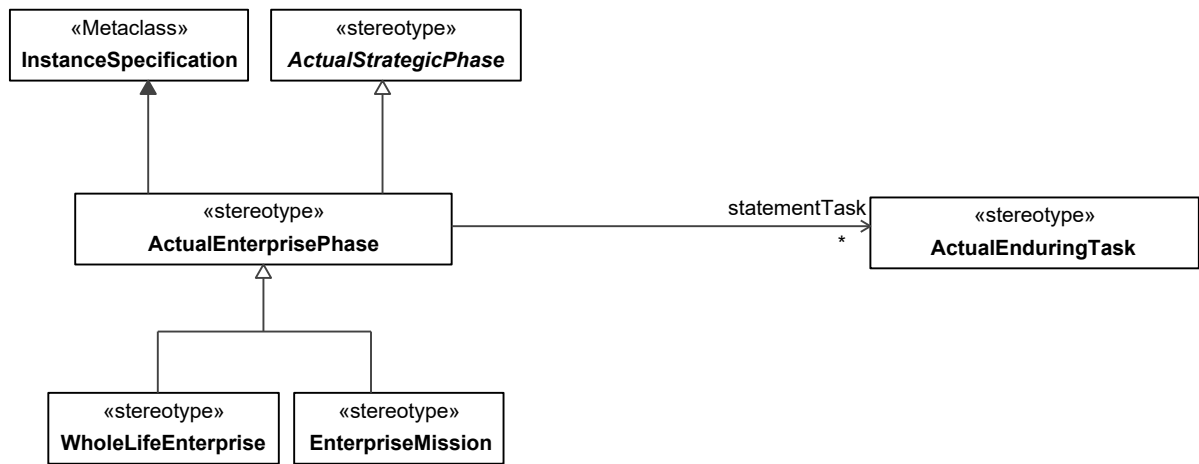 «Metaclass»
InstanceSpecification
«stereotype»
ActualStrategicPhase
«stereotype»
ActualEnterprisePhase
statementTask
*
«stereotype»
ActualEnduringTask
«stereotype»
WholeLifeEnterprise
«stereotype»
EnterpriseMission